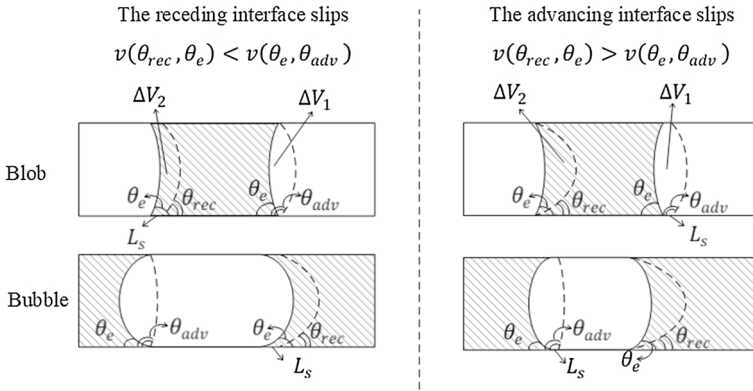 The receding interface slips
The advancing interface slips
v(θrec, θe) < v(θe, θadv)
v(θrec, θe) > v(θe, θadv)
ΔV2
ΔV1
ΔV2
ΔV1
Blob
θe
θrec
θe
θadv
Ls
θe
θrec
θe
θadv
Ls
Bubble
θe
θadv
θe
θrec
Ls
θe
θadv
Ls
θe
θrec